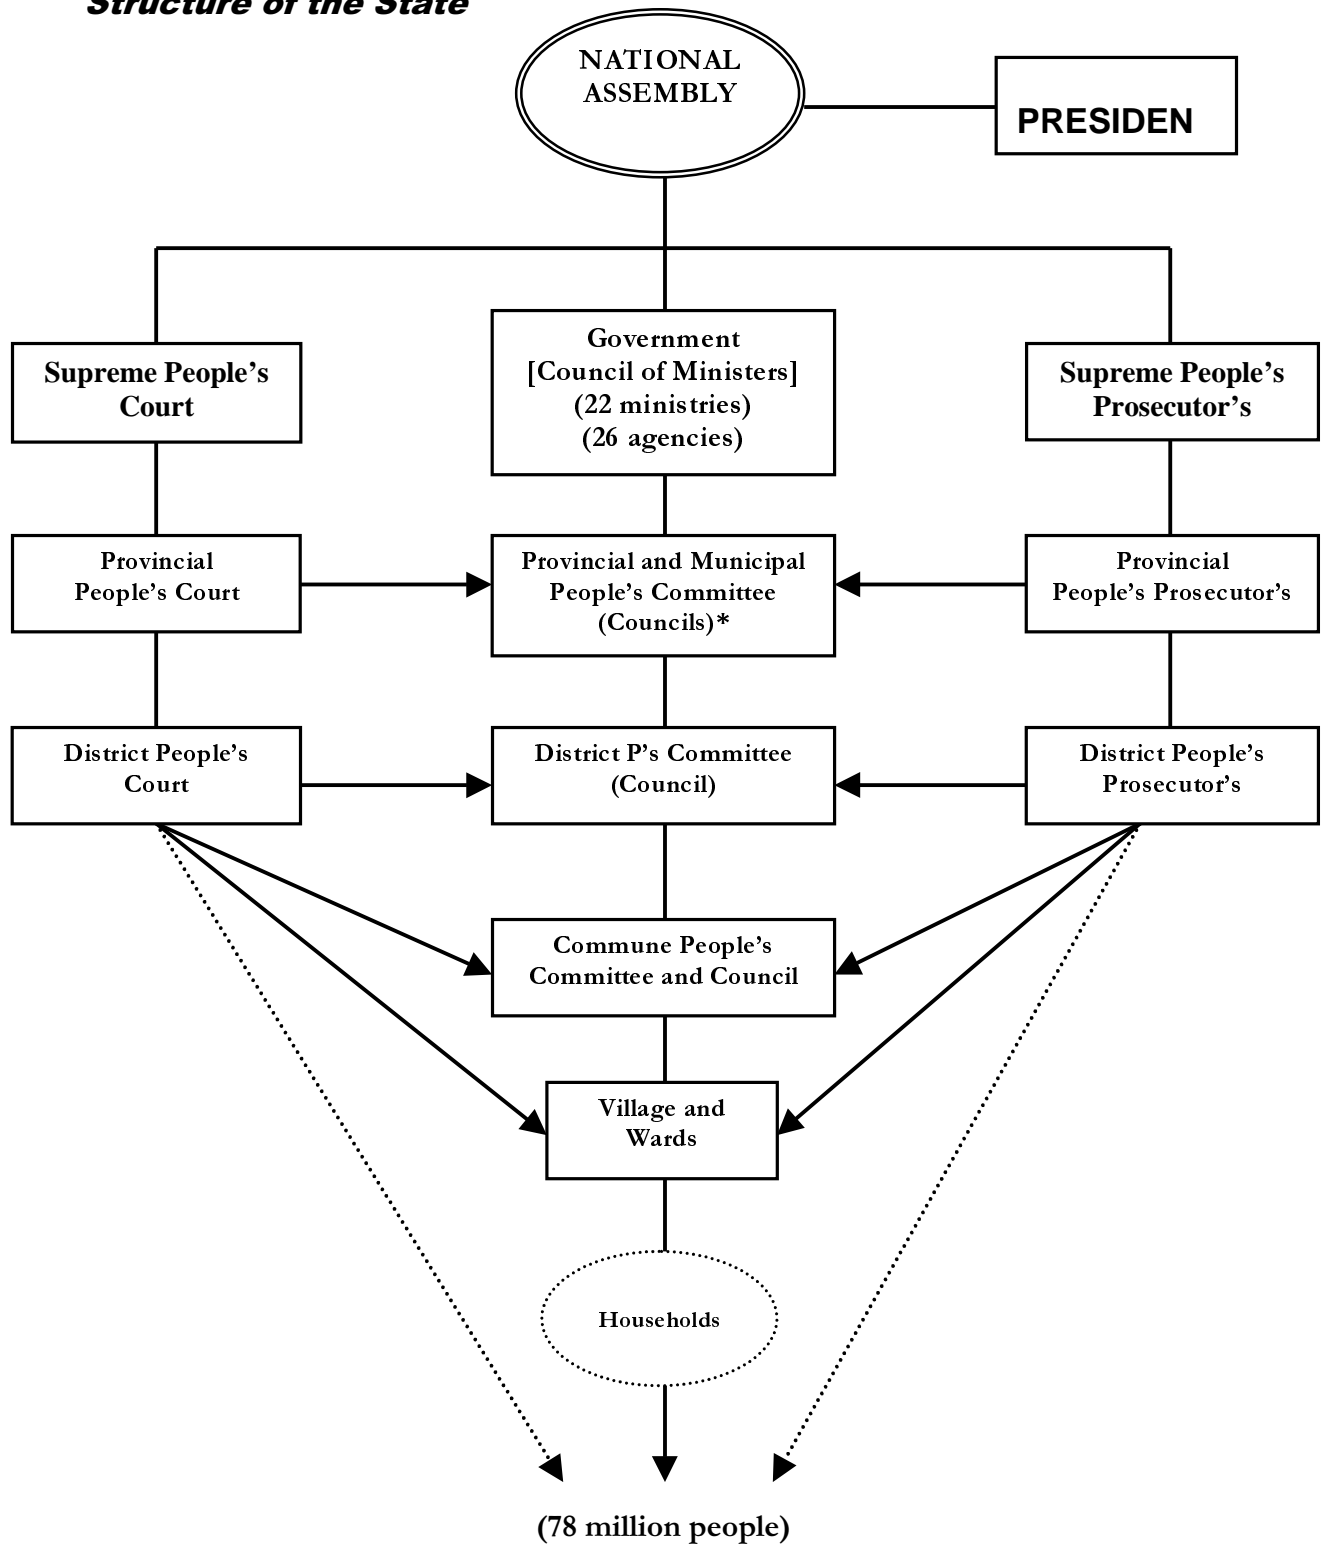 Structure of the State
NATIONAL
ASSEMBLY
PRESIDEN
Government
[Council of Ministers]
(22 ministries)
(26 agencies)
Supreme People’s
Court
Supreme People’s
Prosecutor’s
Provincial
People’s Court
Provincial and Municipal
People’s Committee
(Councils)*
Provincial
People’s Prosecutor’s
District People’s
Court
District P’s Committee
(Council)
District People’s
Prosecutor’s
Commune People’s
Committee and Council
Village and
Wards
Households
(78 million people)